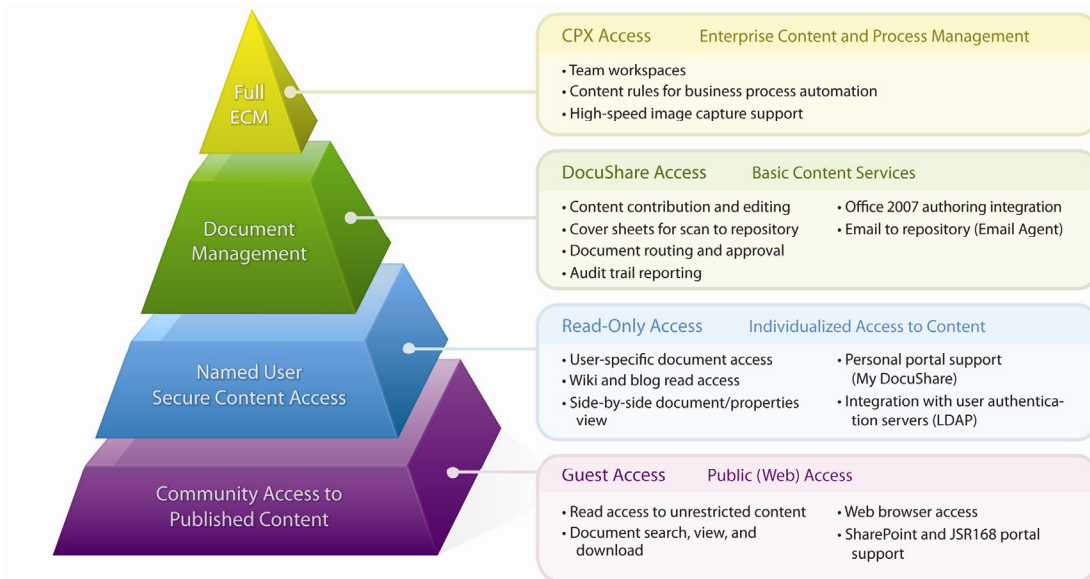 Full
ECM
CPX Access Enterprise Content and Process Management
• Team workspaces
• Content rules for business process automation
• High-speed image capture support
Document
Management
DocuShare Access Basic Content Services
• Content contribution and editing
• Cover sheets for scan to repository
• Document routing and approval
• Audit trail reporting
• Office 2007 authoring integration
• Email to repository (Email Agent)
Named User
Secure Content Access
Read-Only Access Individualized Access to Content
• User-specific document access
• Wiki and blog read access
• Side-by-side document/properties
view
• Personal portal support
(My DocuShare)
• Integration with user authentica-
tion servers (LDAP)
Community Access to
Published Content
Guest Access Public (Web) Access
• Read access to unrestricted content
• Document search, view, and
download
• Web browser access
• SharePoint and JSR168 portal
support